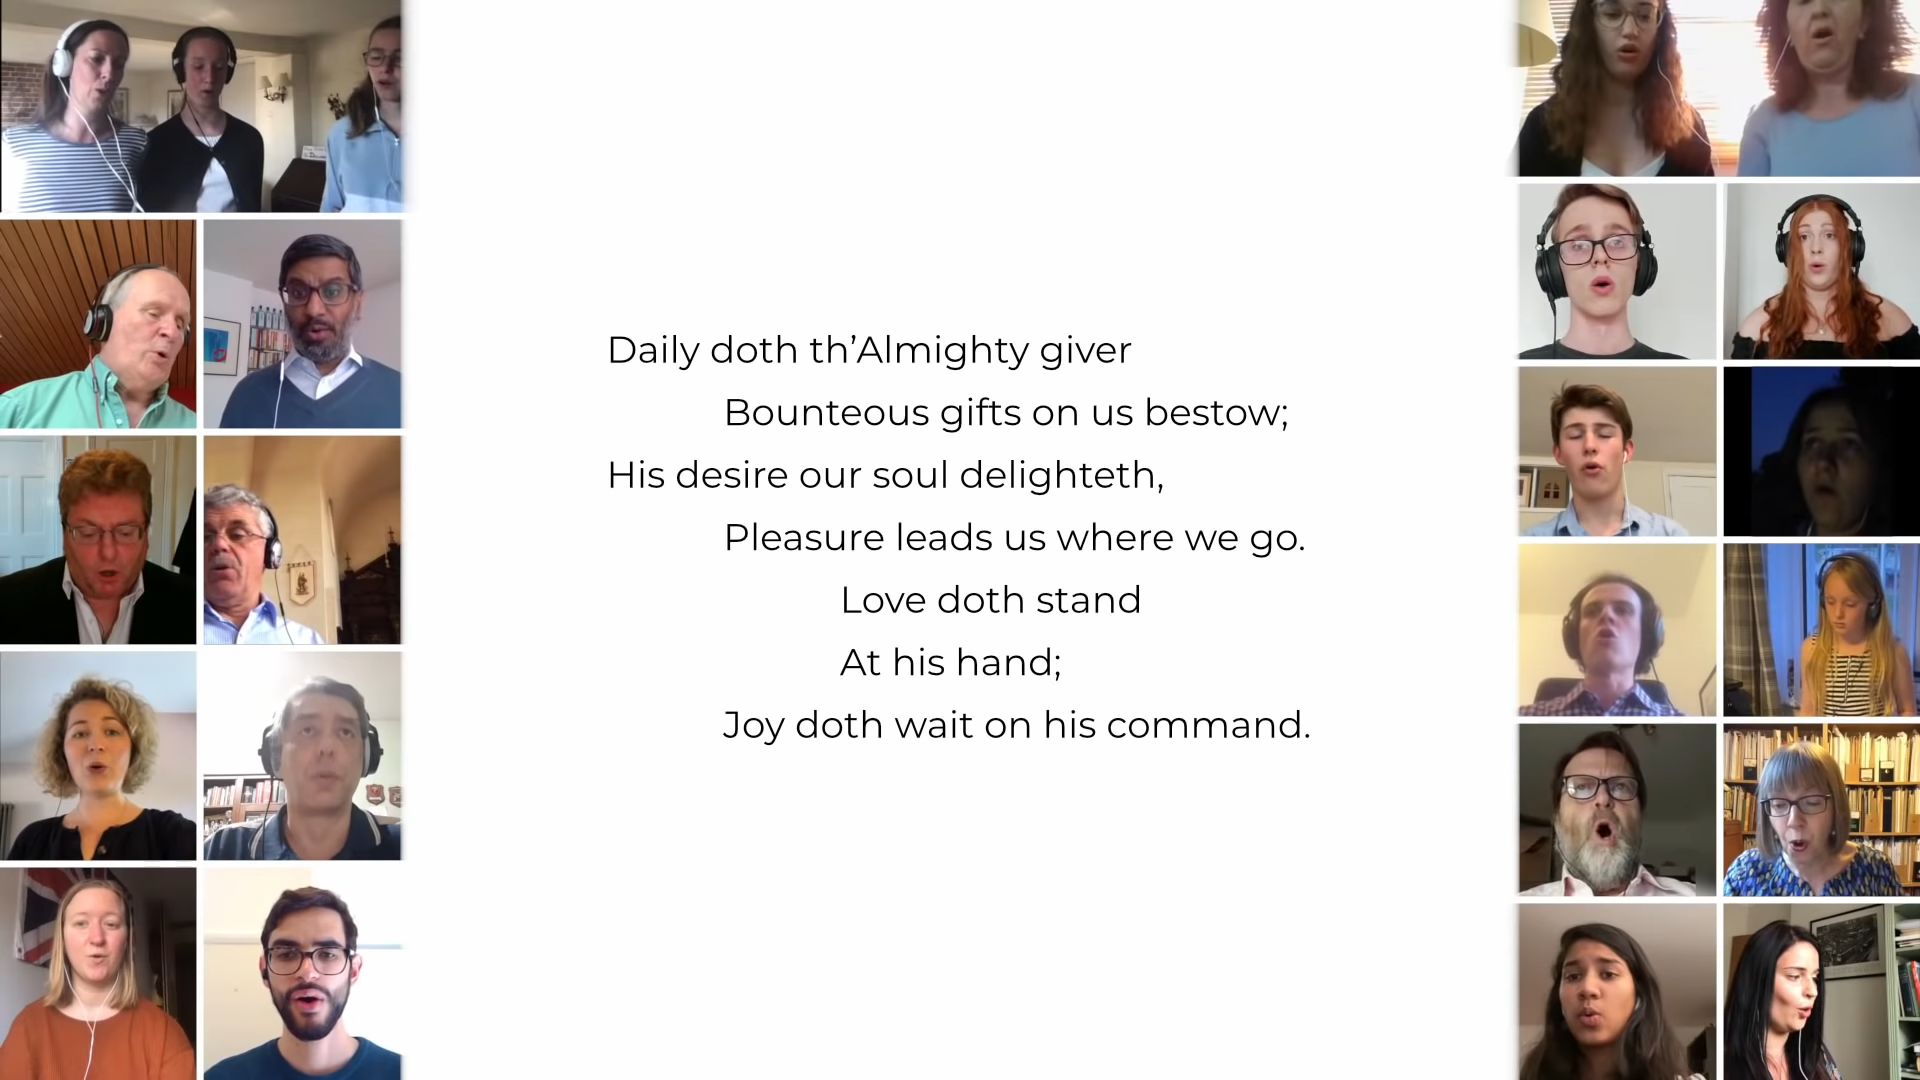 Daily doth th’Almighty giver
Bounteous gifts on us bestow;
His desire our soul delighteth,
Pleasure leads us where we go.
Love doth stand
At his hand;
Joy doth wait on his command.